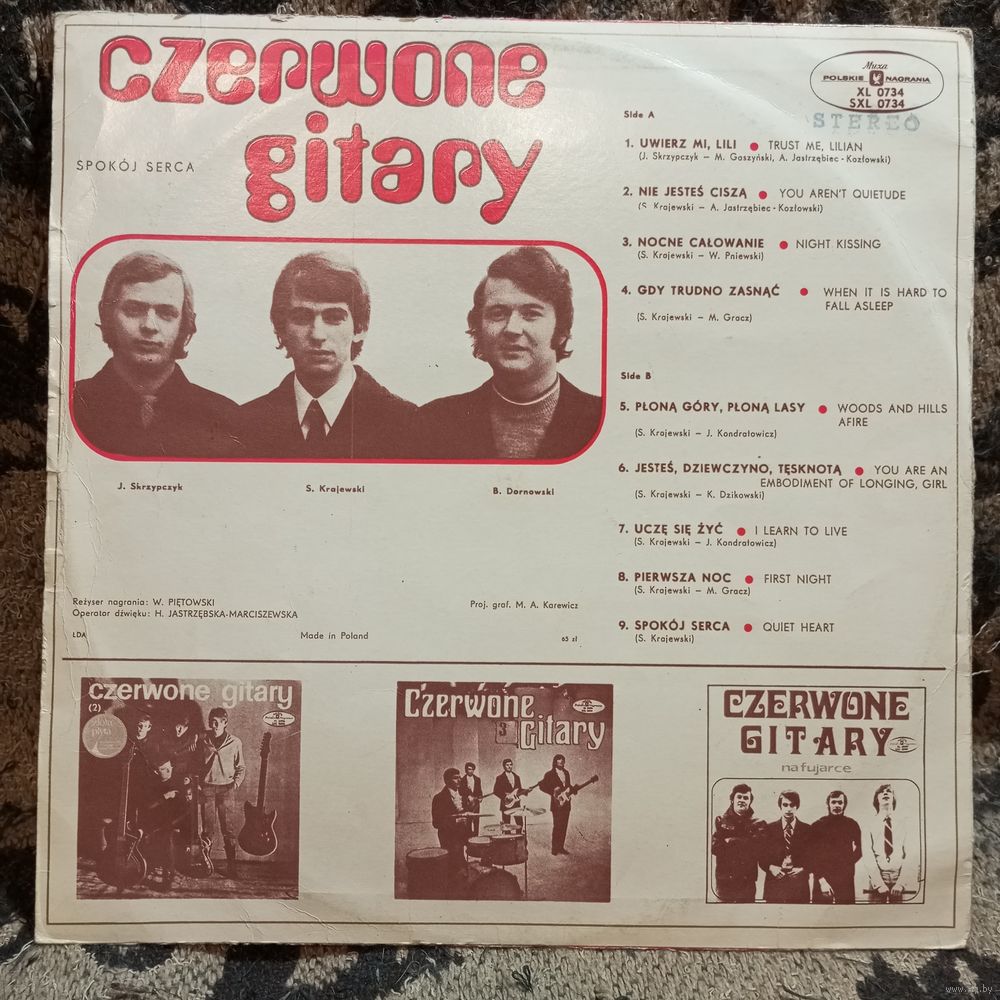 czerwone
gitary
SPOKÓJ SERCA
Muza
POLSKIE NAGRANIA
XL 0734
SXL 0734
STEREO
Side A
1. UWIERZ MI, LILI ● TRUST ME, LILIAN
(J. Skrzypczyk – M. Goszyński, A. Jastrzębiec-Kozłowski)
2. NIE JESTEŚ CISZĄ ● YOU AREN'T QUIETUDE
(S. Krajewski – A. Jastrzębiec-Kozłowski)
3. NOCNE CAŁOWANIE ● NIGHT KISSING
(S. Krajewski – W. Pniewski)
4. GDY TRUDNO ZASNĄĆ ● WHEN IT IS HARD TO
FALL ASLEEP
(S. Krajewski – M. Gracz)
Side B
5. PŁONĄ GÓRY, PŁONĄ LASY ● WOODS AND HILLS
AFIRE
(S. Krajewski – J. Kondratowicz)
6. JESTEŚ, DZIEWCZYNO, TĘSKNOTĄ ● YOU ARE AN
EMBODIMENT OF LONGING, GIRL
(S. Krajewski – K. Dzikowski)
7. UCZĘ SIĘ ŻYĆ ● I LEARN TO LIVE
(S. Krajewski – J. Kondratowicz)
8. PIERWSZA NOC ● FIRST NIGHT
(S. Krajewski – M. Gracz)
9. SPOKÓJ SERCA ● QUIET HEART
(S. Krajewski)
J. Skrzypczyk S. Krajewski B. Dornowski
Reżyser nagrania: W. PIĘTOWSKI
Operator dźwięku: H. JASTRZĘBSKA-MARCISZEWSKA
Proj. graf. M. A. Karewicz
ŁDA Made in Poland 65 zł
czerwone gitary
(2)
złota
płyta
Czerwone
3 Gitary
CZERWONE
GITARY
na fujarce